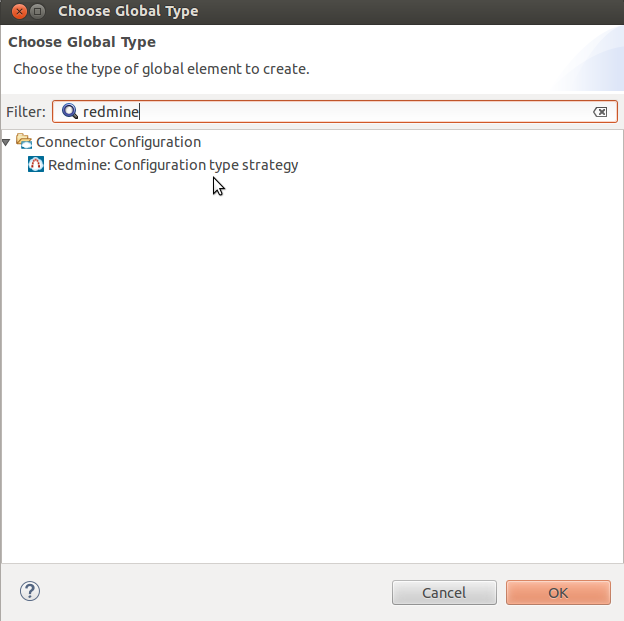 Choose Global Type
Choose Global Type
Choose the type of global element to create.
Filter: redmine
Connector Configuration
Redmine: Configuration type strategy
Cancel OK